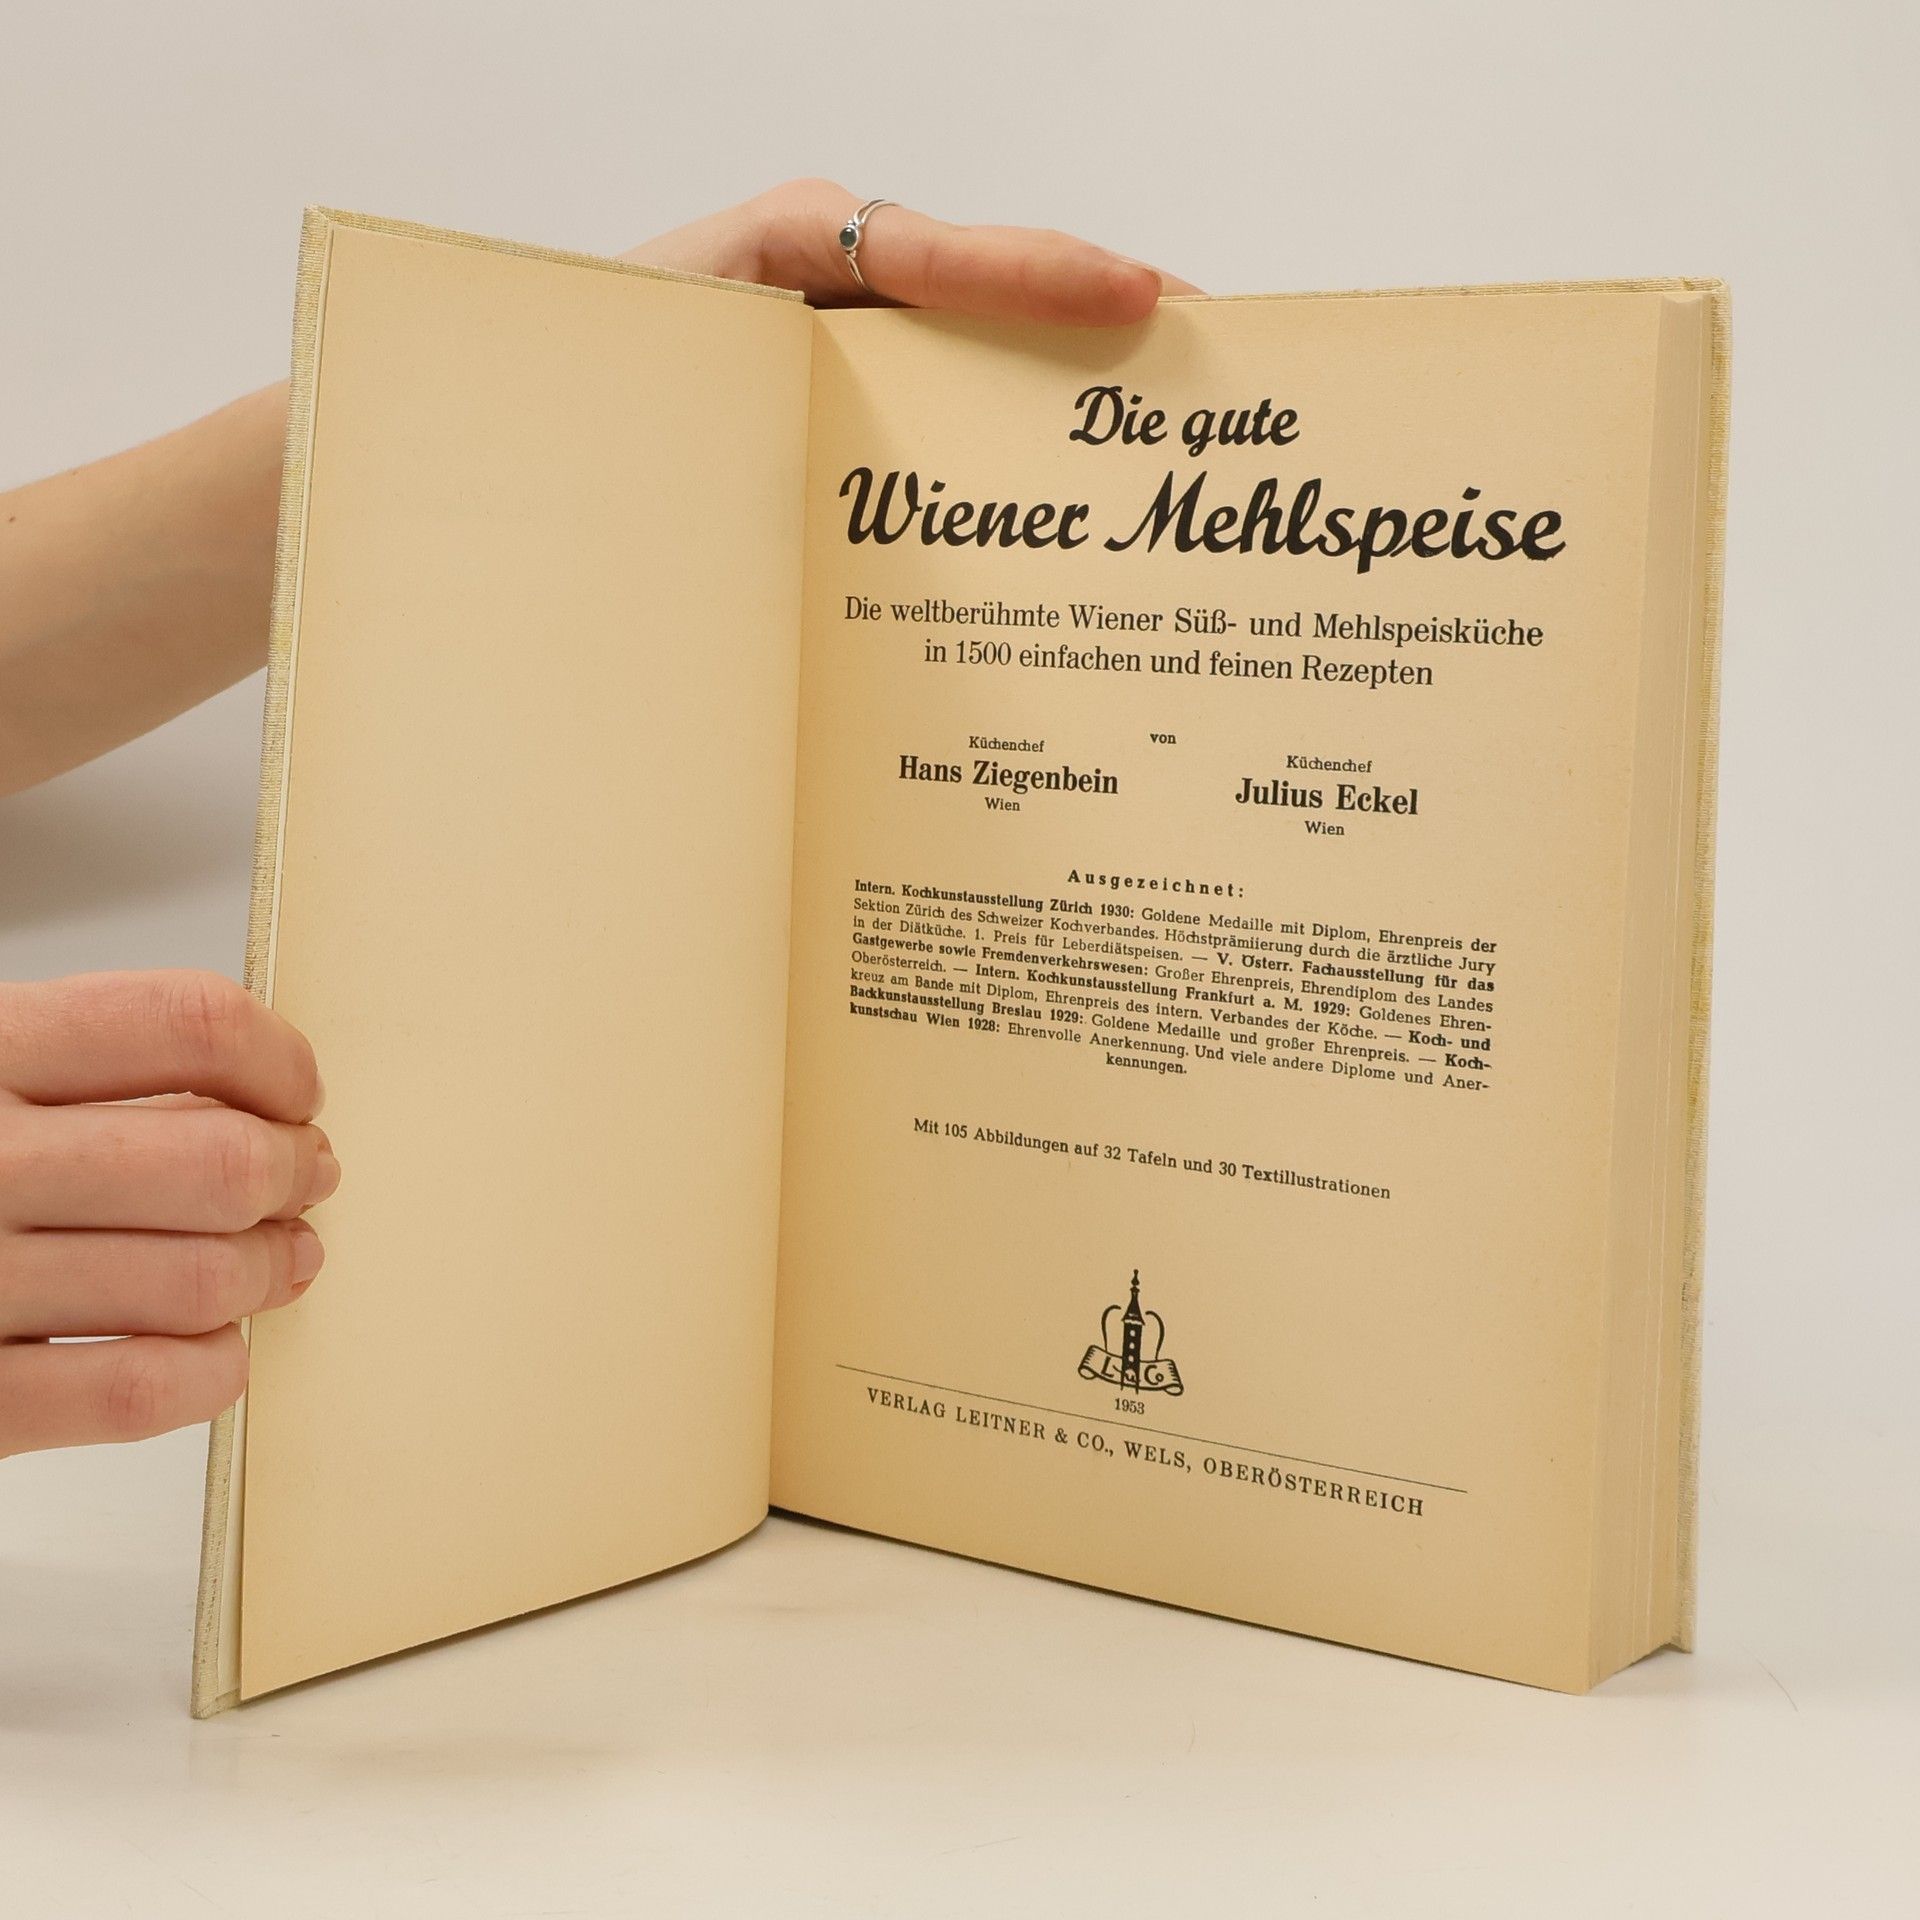 Die gute
Wiener Mehlspeise
Die weltberühmte Wiener Süß- und Mehlspeisküche
in 1500 einfachen und feinen Rezepten
von
Küchenchef
Hans Ziegenbein
Wien
Küchenchef
Julius Eckel
Wien
Ausgezeichnet:
Intern. Kochkunstausstellung Zürich 1930: Goldene Medaille mit Diplom, Ehrenpreis der
Sektion Zürich des Schweizer Kochverbandes. Höchstprämiierung durch die ärztliche Jury
in der Diätküche. 1. Preis für Leberdiätspeisen. — V. Österr. Fachausstellung für das
Gastgewerbe sowie Fremdenverkehrswesen: Großer Ehrenpreis, Ehrendiplom des Landes
Oberösterreich. — Intern. Kochkunstausstellung Frankfurt a. M. 1929: Goldenes Ehren-
kreuz am Bande mit Diplom, Ehrenpreis des intern. Verbandes der Köche. — Koch- und
Backkunstausstellung Breslau 1929: Goldene Medaille und großer Ehrenpreis. — Koch-
kunstschau Wien 1928: Ehrenvolle Anerkennung. Und viele andere Diplome und Aner-
kennungen.
Mit 105 Abbildungen auf 32 Tafeln und 30 Textillustrationen
L u Co
1953
VERLAG LEITNER & CO., WELS, OBERÖSTERREICH